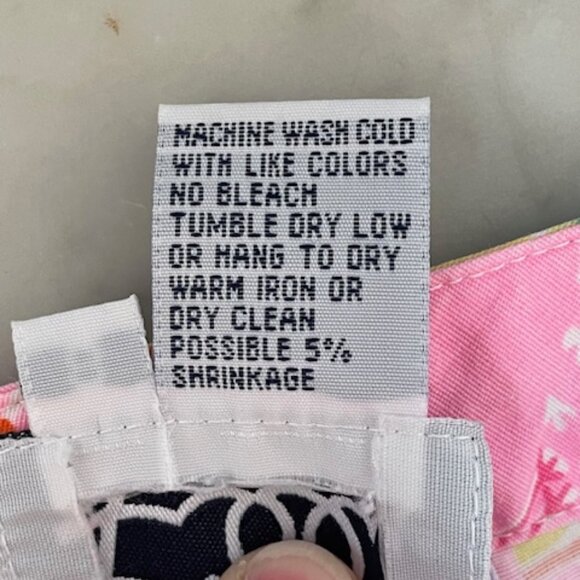 MACHINE WASH COLD
WITH LIKE COLORS
NO BLEACH
TUMBLE DRY LOW
OR HANG TO DRY
WARM IRON OR
DRY CLEAN
POSSIBLE 5%
SHRINKAGE